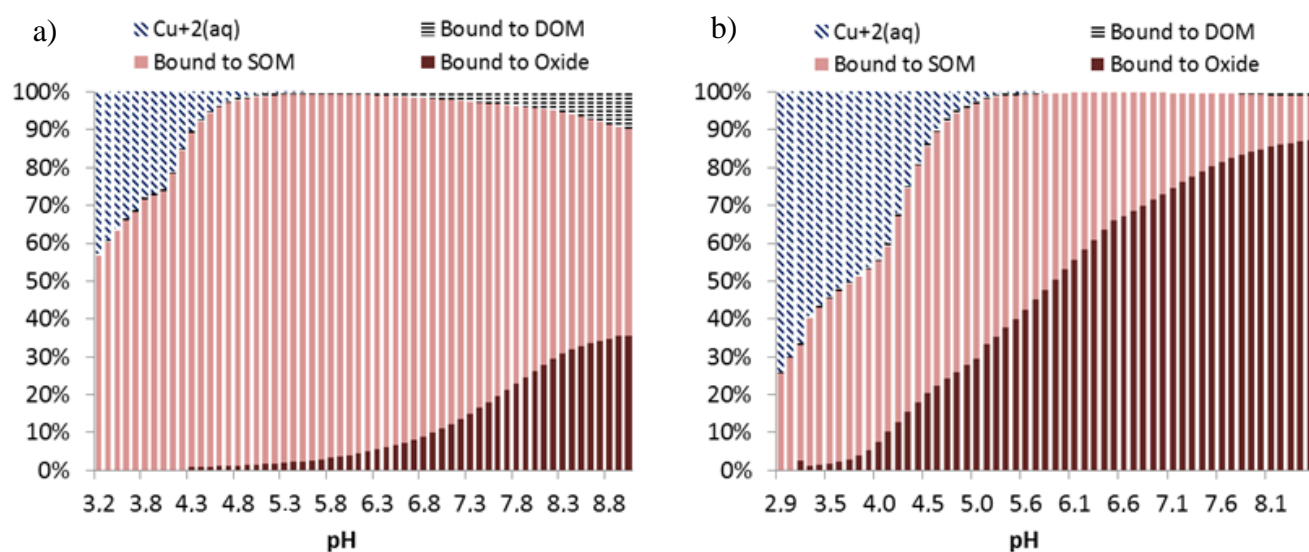 a)
Cu+2(aq) Bound to DOM
Bound to SOM Bound to Oxide
100%
90%
80%
70%
60%
50%
40%
30%
20%
10%
0%
3.2 3.8 4.3 4.8 5.3 5.8 6.3 6.8 7.3 7.8 8.3 8.8
pH
b)
Cu+2(aq) Bound to DOM
Bound to SOM Bound to Oxide
100%
90%
80%
70%
60%
50%
40%
30%
20%
10%
0%
2.9 3.5 4.0 4.5 5.0 5.6 6.1 6.6 7.1 7.6 8.1
pH